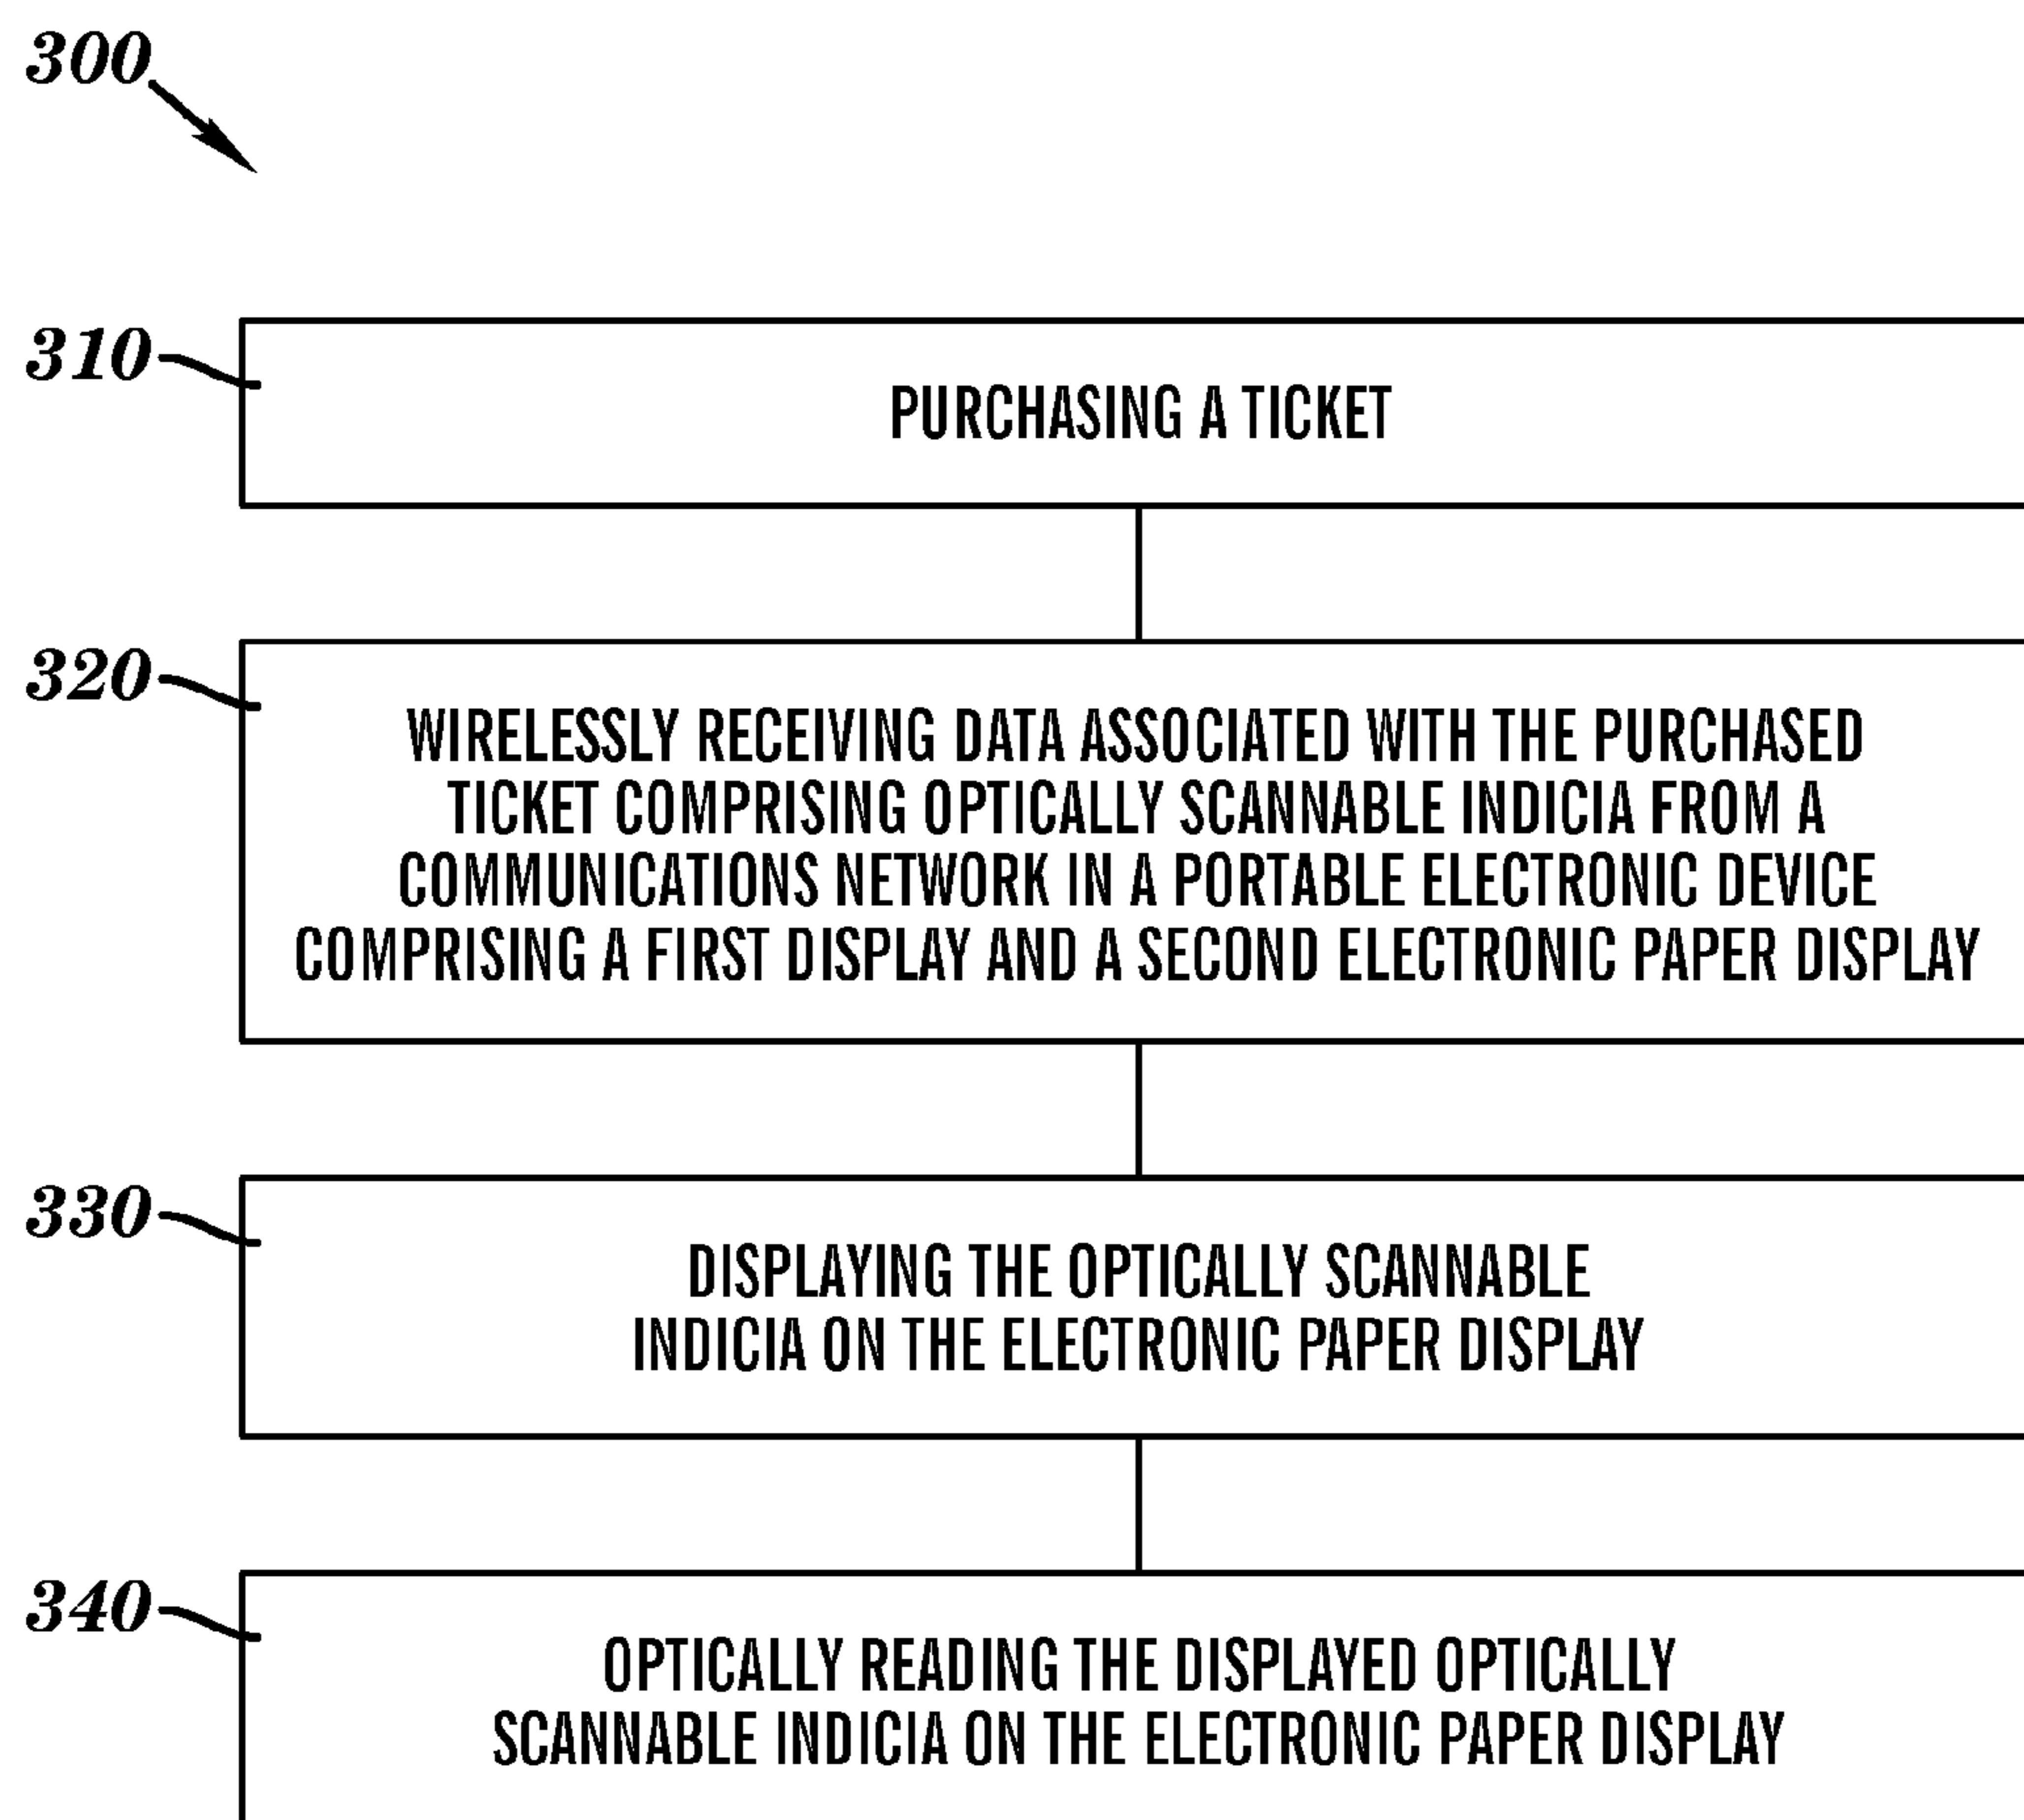 300
310
PURCHASING A TICKET
320
WIRELESSLY RECEIVING DATA ASSOCIATED WITH THE PURCHASED
TICKET COMPRISING OPTICALLY SCANNABLE INDICIA FROM A
COMMUNICATIONS NETWORK IN A PORTABLE ELECTRONIC DEVICE
COMPRISING A FIRST DISPLAY AND A SECOND ELECTRONIC PAPER DISPLAY
330
DISPLAYING THE OPTICALLY SCANNABLE
INDICIA ON THE ELECTRONIC PAPER DISPLAY
340
OPTICALLY READING THE DISPLAYED OPTICALLY
SCANNABLE INDICIA ON THE ELECTRONIC PAPER DISPLAY